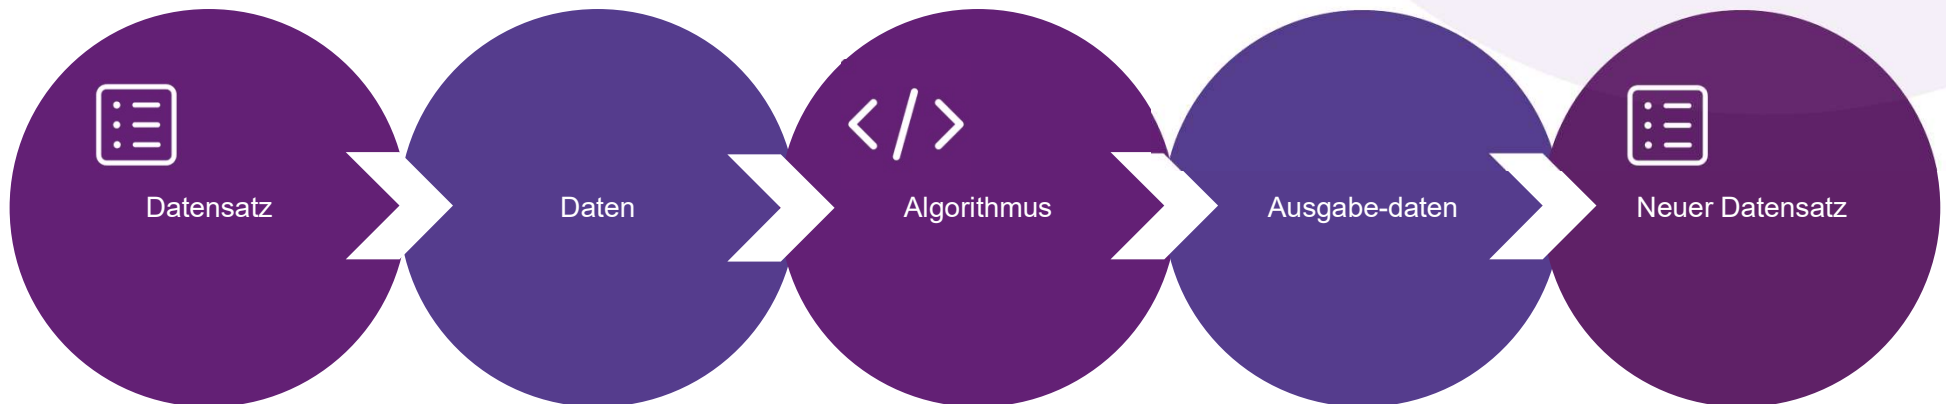 Datensatz
Daten
Algorithmus
Ausgabe-daten
Neuer Datensatz